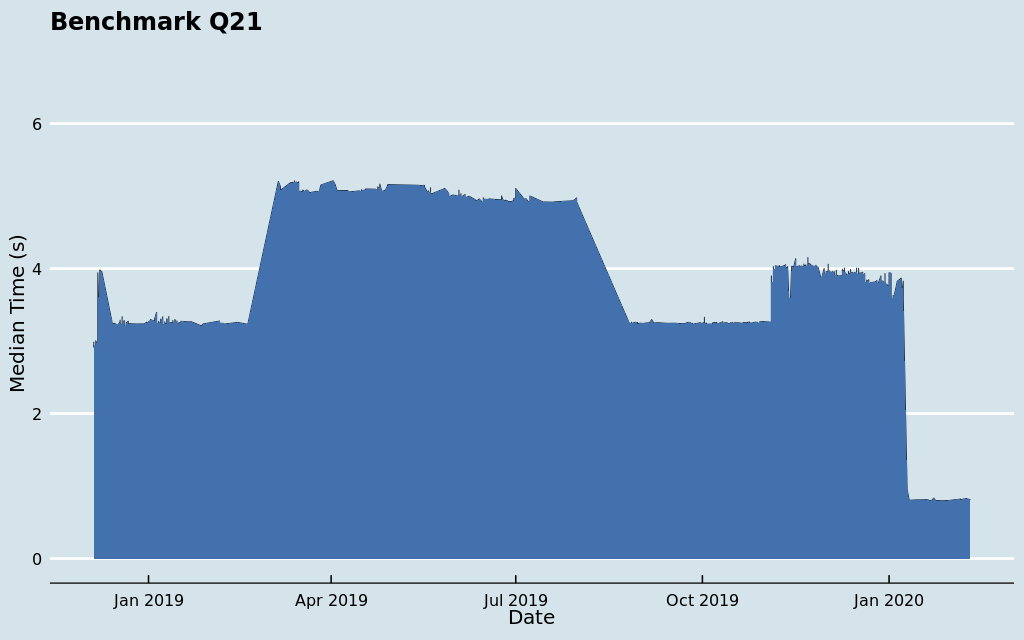 Benchmark Q21
Median Time (s)
6
4
2
0
Jan 2019
Apr 2019
Jul 2019
Oct 2019
Jan 2020
Date